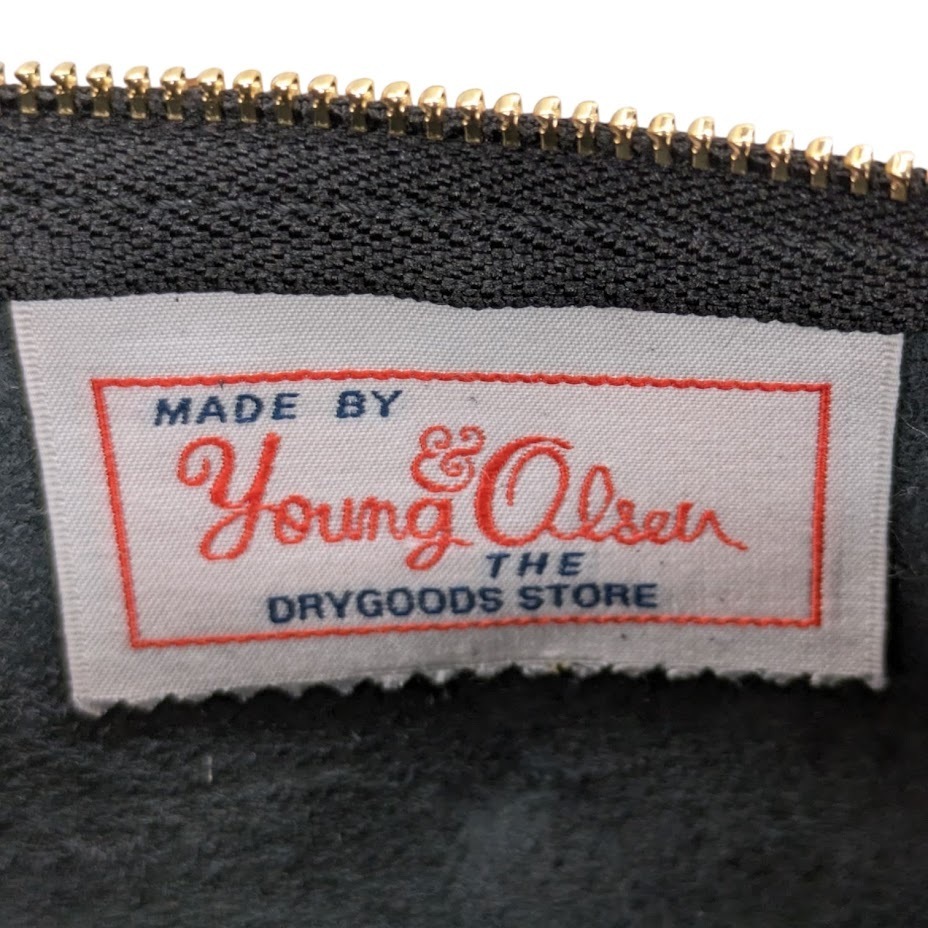 MADE BY
Young & Olsen
THE
DRYGOODS STORE